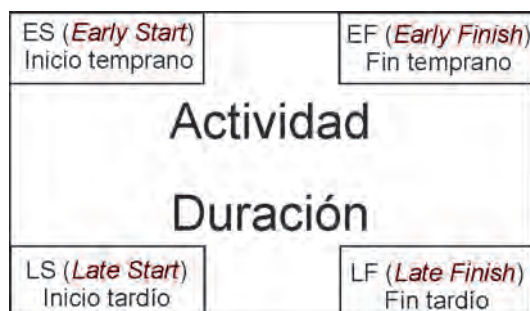 ES (Early Start)
Inicio temprano
EF (Early Finish)
Fin temprano
Actividad
Duración
LS (Late Start)
Inicio tardío
LF (Late Finish)
Fin tardío